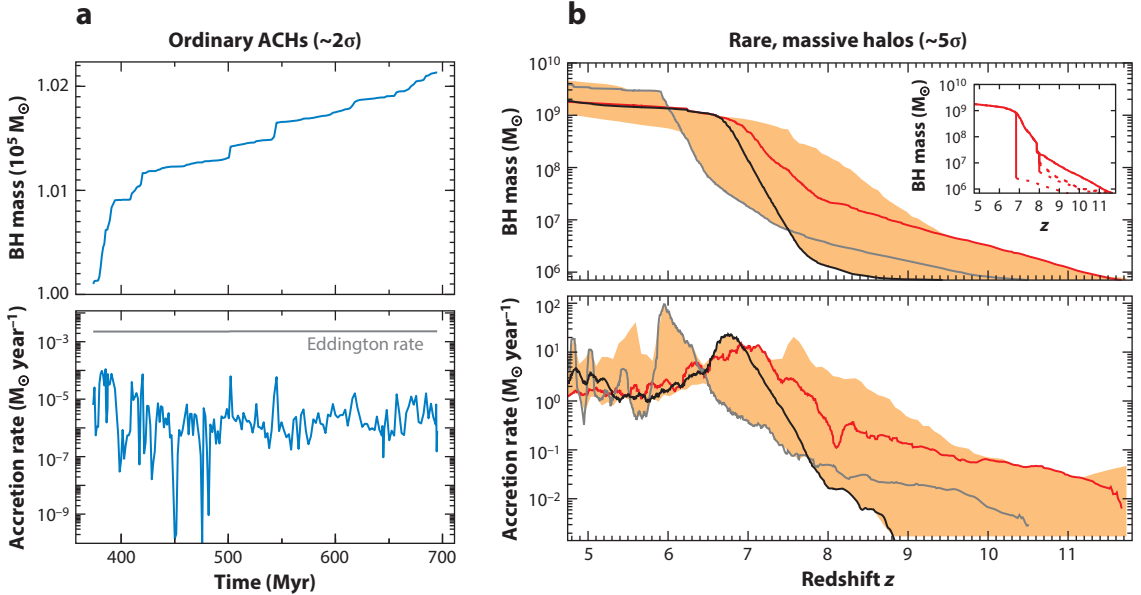 a
Ordinary ACHs (~2σ)
1.02
1.01
1.00
BH mass (10⁵ M☉)
10⁻³
10⁻⁵
10⁻⁷
10⁻⁹
Accretion rate (M☉ year⁻¹)
Eddington rate
400 500 600 700
Time (Myr)
b
Rare, massive halos (~5σ)
10¹⁰
10⁹
10⁸
10⁷
10⁶
BH mass (M☉)
10¹⁰
10⁹
10⁸
10⁷
10⁶
BH mass (M☉)
5 6 7 8 9 10 11
z
10²
10¹
10⁰
10⁻¹
10⁻²
Accretion rate (M☉ year⁻¹)
5 6 7 8 9 10 11
Redshift z